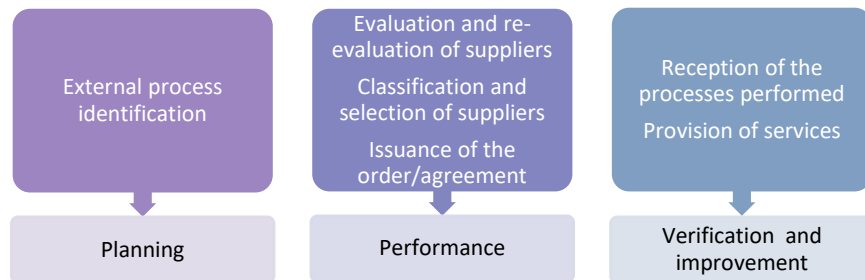 External process
identification
Planning
Evaluation and re-
evaluation of suppliers
Classification and
selection of suppliers
Issuance of the
order/agreement
Performance
Reception of the
processes performed
Provision of services
Verification and
improvement